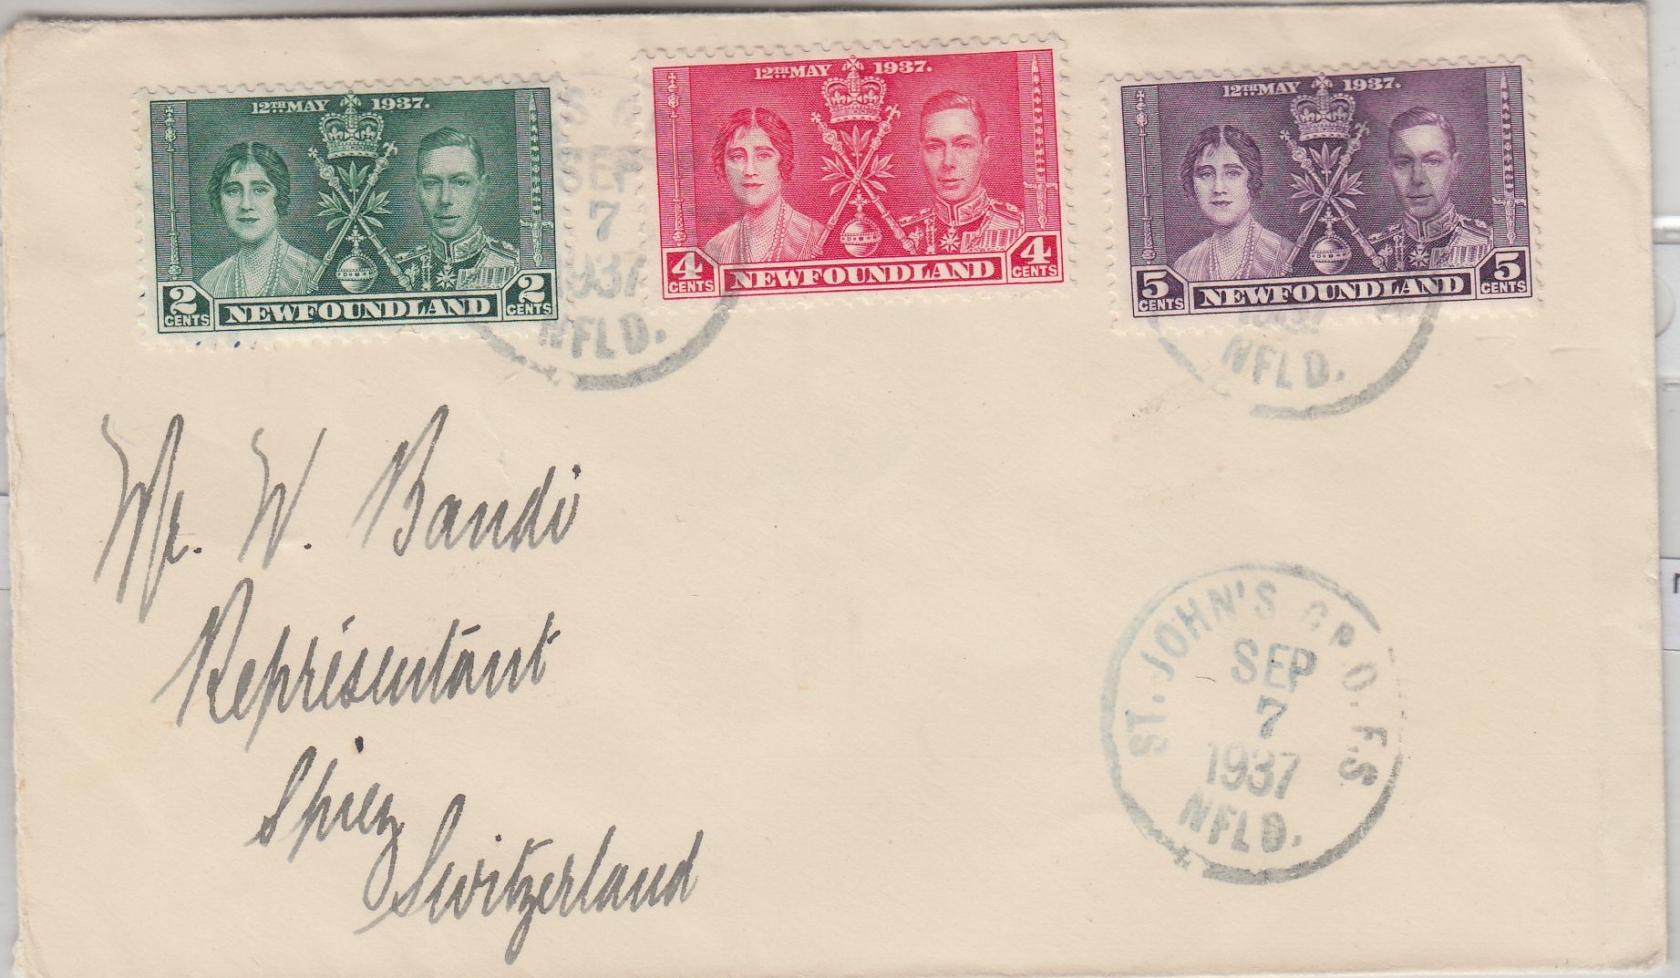 12TH MAY 1937.
2 CENTS NEWFOUNDLAND 2 CENTS
12TH MAY 1937.
4 CENTS NEWFOUNDLAND 4 CENTS
12TH MAY 1937.
5 CENTS NEWFOUNDLAND 5 CENTS
SEP
7
1937
NFLD.
NFLD.
Mr. W. Bandi
Représentant
Spiez
Switzerland
ST. JOHN'S G.P.O. F.S
SEP
7
1937
NFLD.